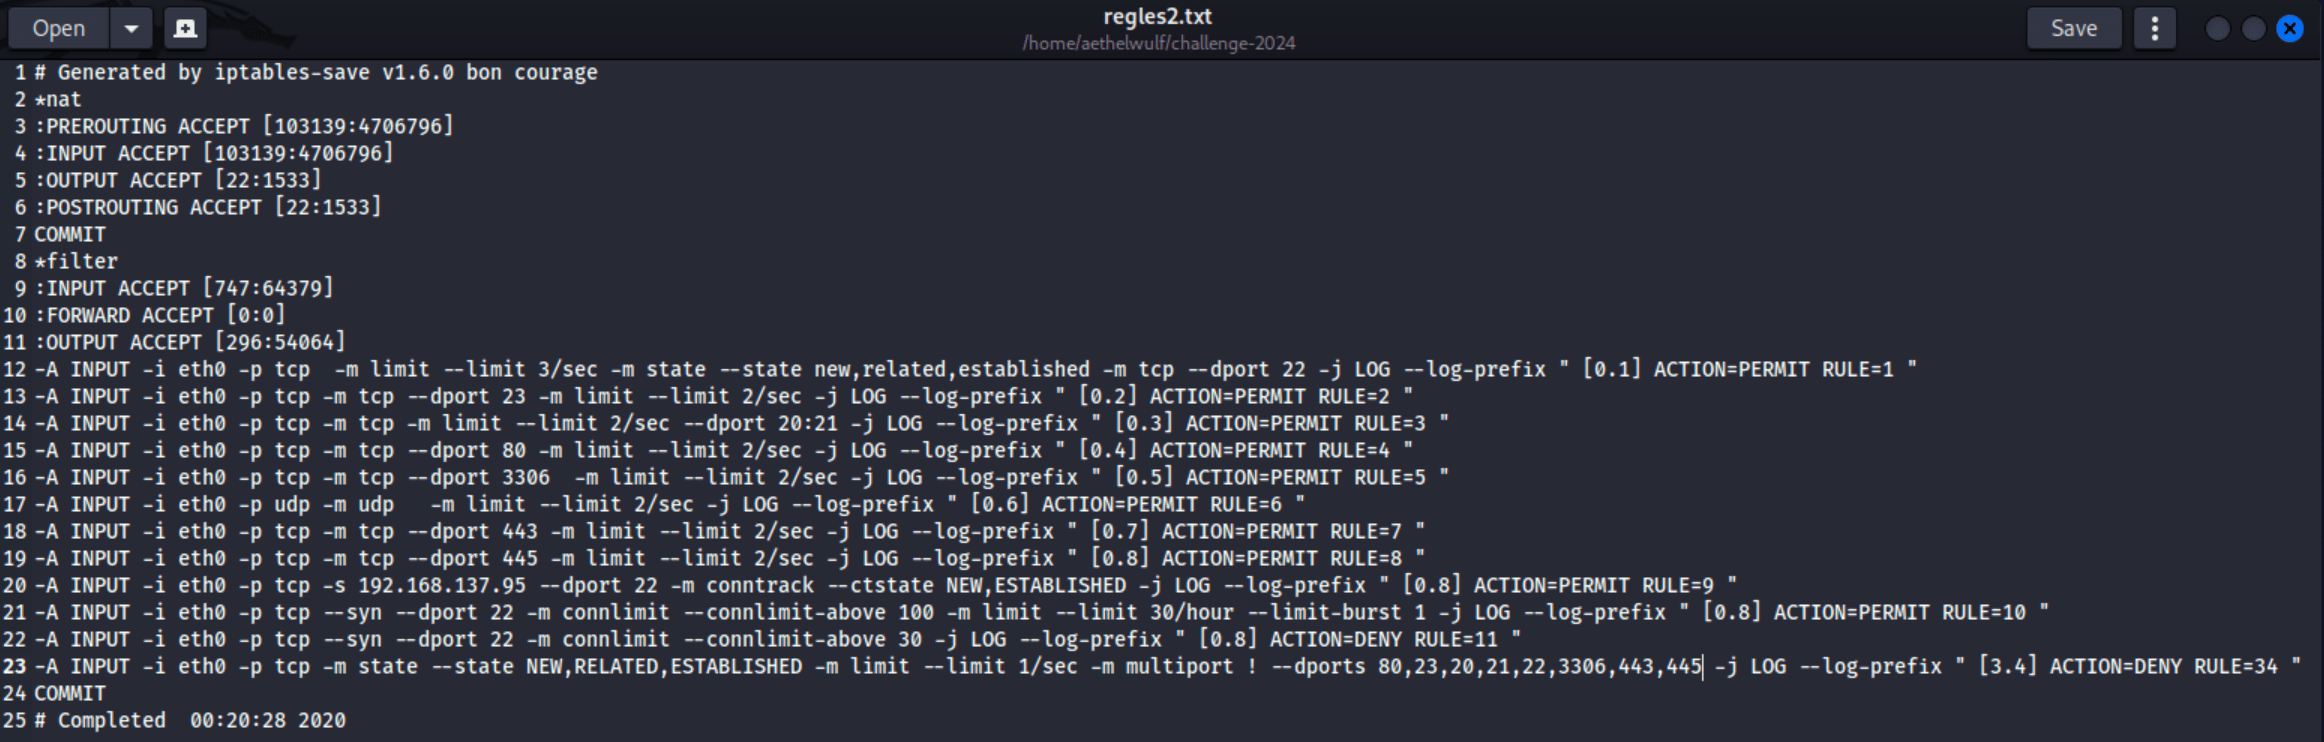 Open
regles2.txt
/home/aethelwulf/challenge-2024
Save
1 # Generated by iptables-save v1.6.0 bon courage
2 *nat
3 :PREROUTING ACCEPT [103139:4706796]
4 :INPUT ACCEPT [103139:4706796]
5 :OUTPUT ACCEPT [22:1533]
6 :POSTROUTING ACCEPT [22:1533]
7 COMMIT
8 *filter
9 :INPUT ACCEPT [747:64379]
10 :FORWARD ACCEPT [0:0]
11 :OUTPUT ACCEPT [296:54064]
12 -A INPUT -i eth0 -p tcp  -m limit --limit 3/sec -m state --state new,related,established -m tcp --dport 22 -j LOG --log-prefix " [0.1] ACTION=PERMIT RULE=1 "
13 -A INPUT -i eth0 -p tcp -m tcp --dport 23 -m limit --limit 2/sec -j LOG --log-prefix " [0.2] ACTION=PERMIT RULE=2 "
14 -A INPUT -i eth0 -p tcp -m tcp -m limit --limit 2/sec --dport 20:21 -j LOG --log-prefix " [0.3] ACTION=PERMIT RULE=3 "
15 -A INPUT -i eth0 -p tcp -m tcp --dport 80 -m limit --limit 2/sec -j LOG --log-prefix " [0.4] ACTION=PERMIT RULE=4 "
16 -A INPUT -i eth0 -p tcp -m tcp --dport 3306  -m limit --limit 2/sec -j LOG --log-prefix " [0.5] ACTION=PERMIT RULE=5 "
17 -A INPUT -i eth0 -p udp -m udp   -m limit --limit 2/sec -j LOG --log-prefix " [0.6] ACTION=PERMIT RULE=6 "
18 -A INPUT -i eth0 -p tcp -m tcp --dport 443 -m limit --limit 2/sec -j LOG --log-prefix " [0.7] ACTION=PERMIT RULE=7 "
19 -A INPUT -i eth0 -p tcp -m tcp --dport 445 -m limit --limit 2/sec -j LOG --log-prefix " [0.8] ACTION=PERMIT RULE=8 "
20 -A INPUT -i eth0 -p tcp -s 192.168.137.95 --dport 22 -m conntrack --ctstate NEW,ESTABLISHED -j LOG --log-prefix " [0.8] ACTION=PERMIT RULE=9 "
21 -A INPUT -i eth0 -p tcp --syn --dport 22 -m connlimit --connlimit-above 100 -m limit --limit 30/hour --limit-burst 1 -j LOG --log-prefix " [0.8] ACTION=PERMIT RULE=10 "
22 -A INPUT -i eth0 -p tcp --syn --dport 22 -m connlimit --connlimit-above 30 -j LOG --log-prefix " [0.8] ACTION=DENY RULE=11 "
23 -A INPUT -i eth0 -p tcp -m state --state NEW,RELATED,ESTABLISHED -m limit --limit 1/sec -m multiport ! --dports 80,23,20,21,22,3306,443,445 -j LOG --log-prefix " [3.4] ACTION=DENY RULE=34 "
24 COMMIT
25 # Completed  00:20:28 2020